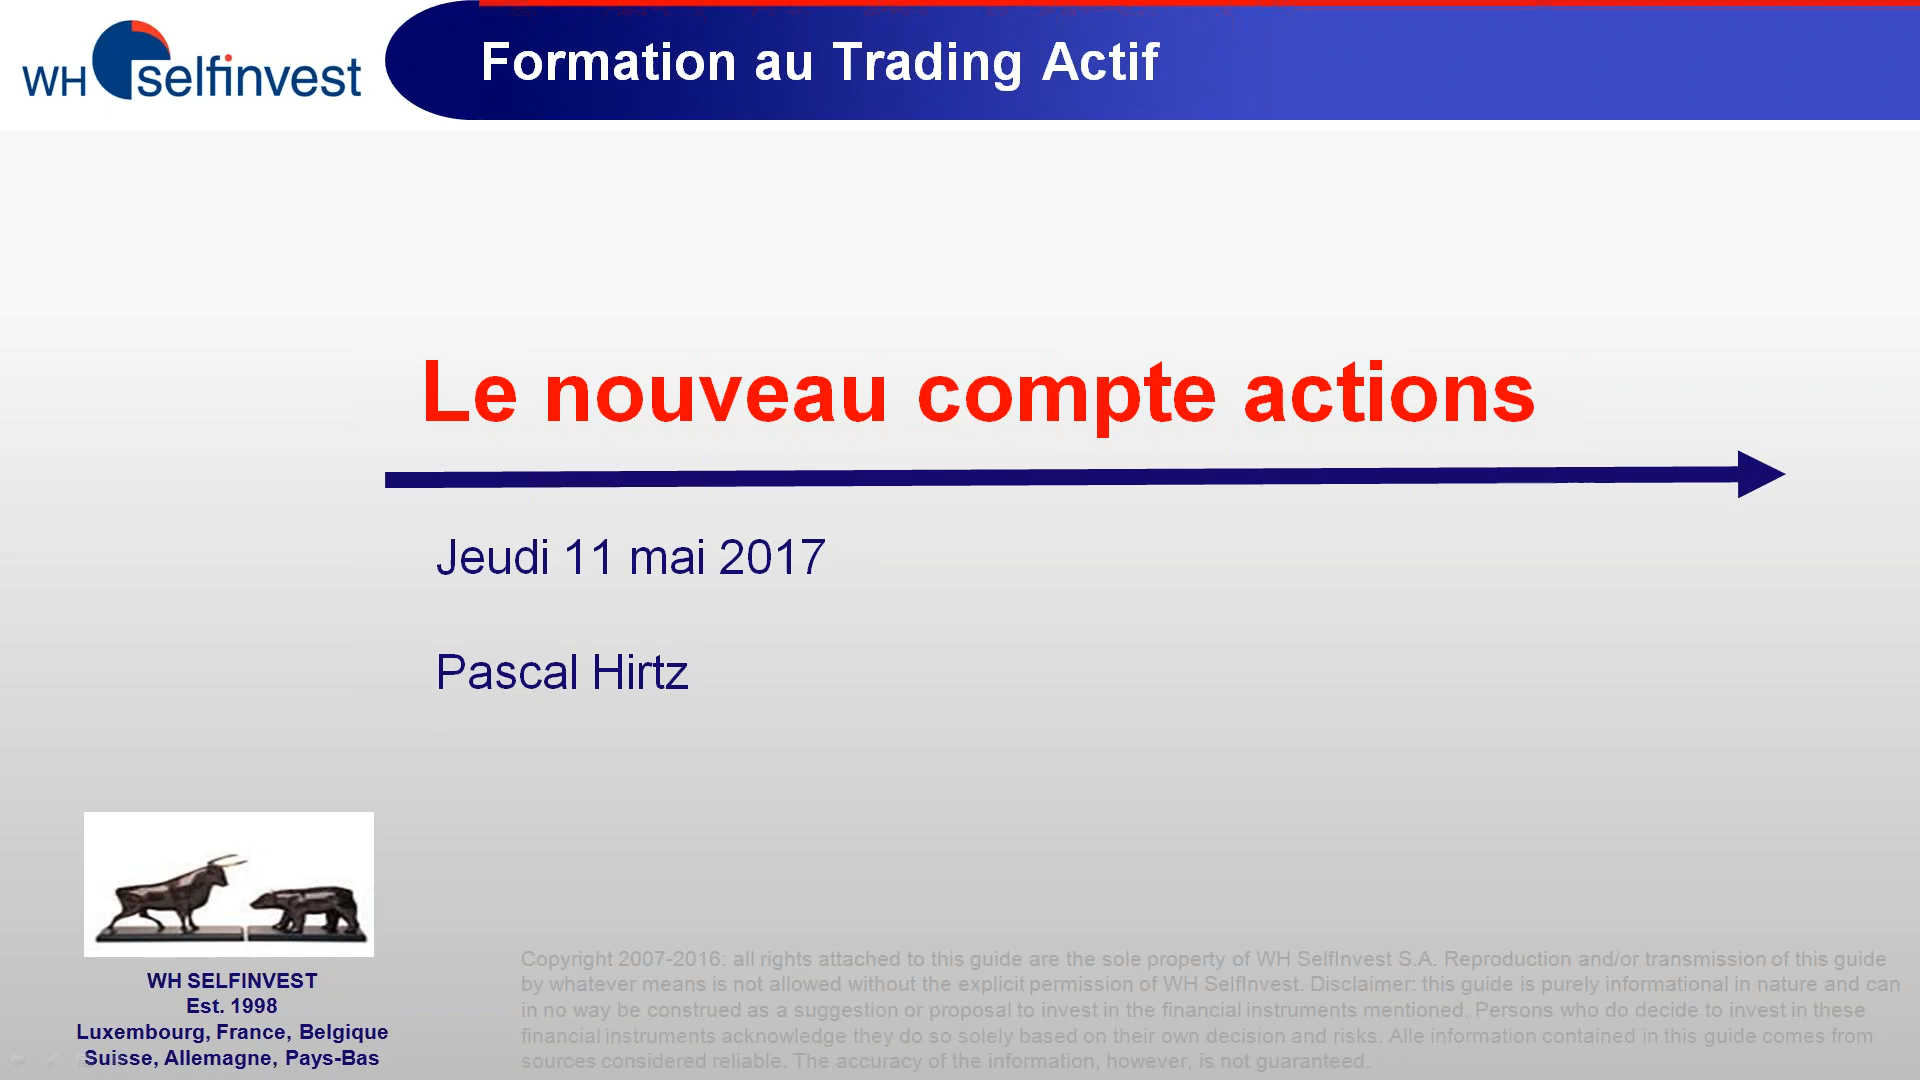 WH selfinvest
Formation au Trading Actif
Le nouveau compte actions
Jeudi 11 mai 2017
Pascal Hirtz
WH SELFINVEST
Est. 1998
Luxembourg, France, Belgique
Suisse, Allemagne, Pays-Bas
Copyright 2007-2016: all rights attached to this guide are the sole property of WH SelfInvest S.A. Reproduction and/or transmission of this guide
by whatever means is not allowed without the explicit permission of WH SelfInvest. Disclaimer: this guide is purely informational in nature and can
in no way be construed as a suggestion or proposal to invest in the financial instruments mentioned. Persons who do decide to invest in these
financial instruments acknowledge they do so solely based on their own decision and risks. Alle information contained in this guide comes from
sources considered reliable. The accuracy of the information, however, is not guaranteed.